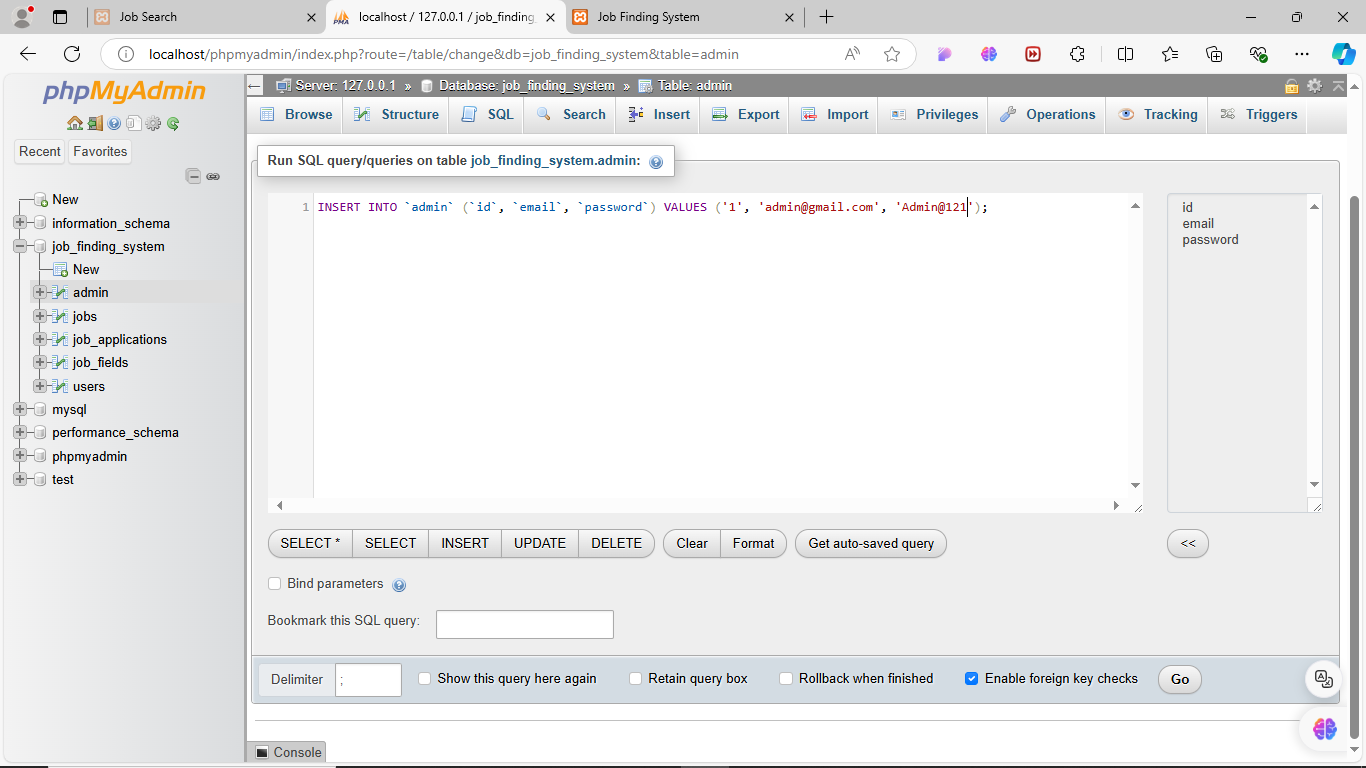 Job Search
localhost / 127.0.0.1 / job_finding_
Job Finding System
localhost/phpmyadmin/index.php?route=/table/change&db=job_finding_system&table=admin
phpMyAdmin
Recent
Favorites
New
information_schema
job_finding_system
New
admin
jobs
job_applications
job_fields
users
mysql
performance_schema
phpmyadmin
test
Server: 127.0.0.1 » Database: job_finding_system » Table: admin
Browse
Structure
SQL
Search
Insert
Export
Import
Privileges
Operations
Tracking
Triggers
Run SQL query/queries on table job_finding_system.admin:
1 INSERT INTO `admin` (`id`, `email`, `password`) VALUES ('1', 'admin@gmail.com', 'Admin@121');
id
email
password
SELECT *
SELECT
INSERT
UPDATE
DELETE
Clear
Format
Get auto-saved query
<<
Bind parameters
Bookmark this SQL query:
Delimiter
;
Show this query here again
Retain query box
Rollback when finished
Enable foreign key checks
Go
Console